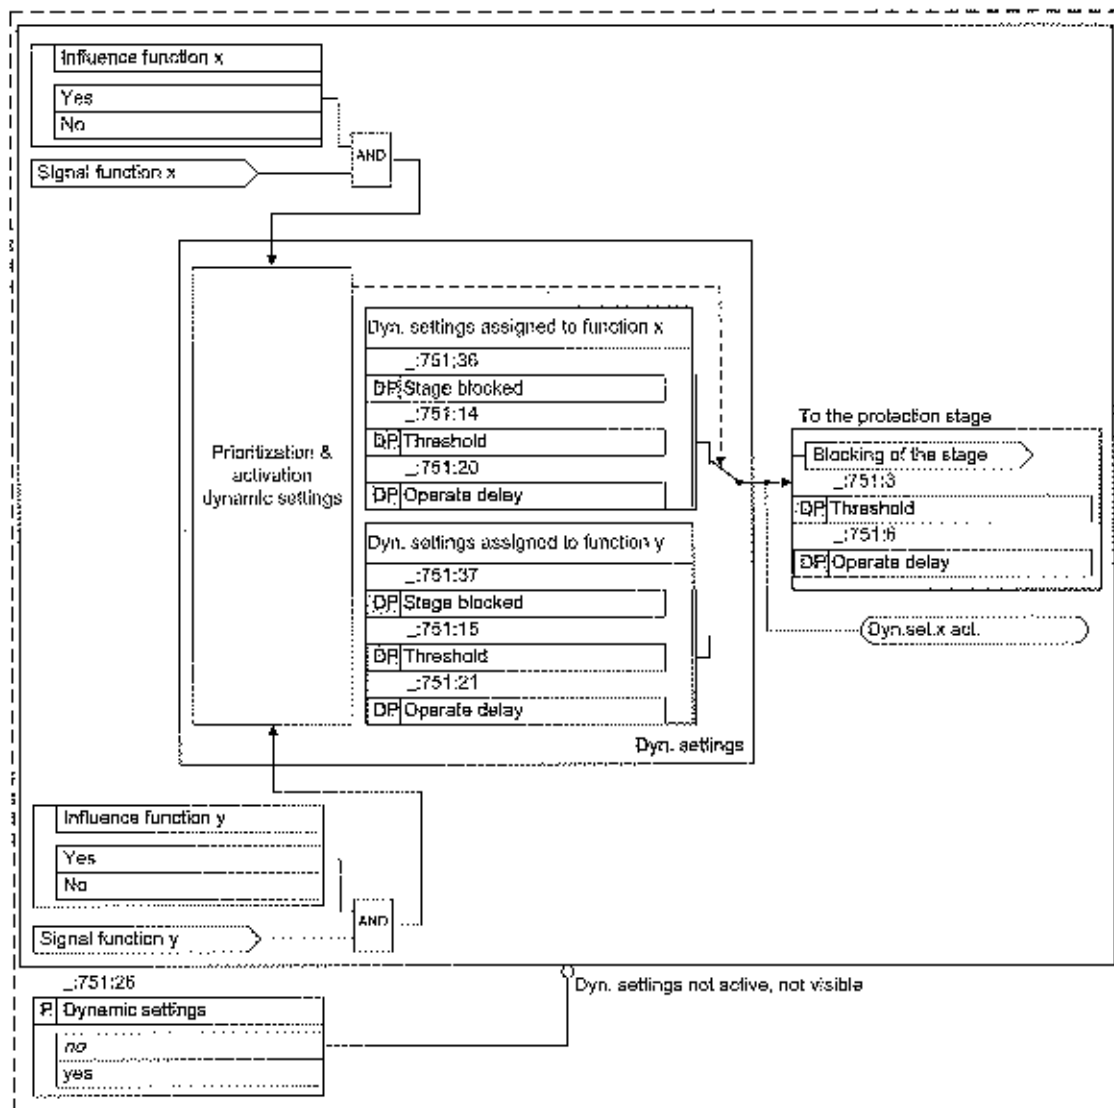 Influence function x
Yes
No
AND
Signal function x
Dyn. settings assigned to function x
_:751:36
DP Stage blocked
_:751:14
DP Threshold
_:751:20
DP Operate delay
Prioritization &
activation
dynamic settings
To the protection stage
Blocking of the stage
_:751:3
DP Threshold
_:751:6
DP Operate delay
Dyn. settings assigned to function y
_:751:37
DP Stage blocked
_:751:15
DP Threshold
_:751:21
DP Operate delay
Dyn.set.x act.
Dyn. settings
Influence function y
Yes
No
AND
Signal function y
_:751:26
Dyn. settings not active, not visible
P Dynamic settings
no
yes